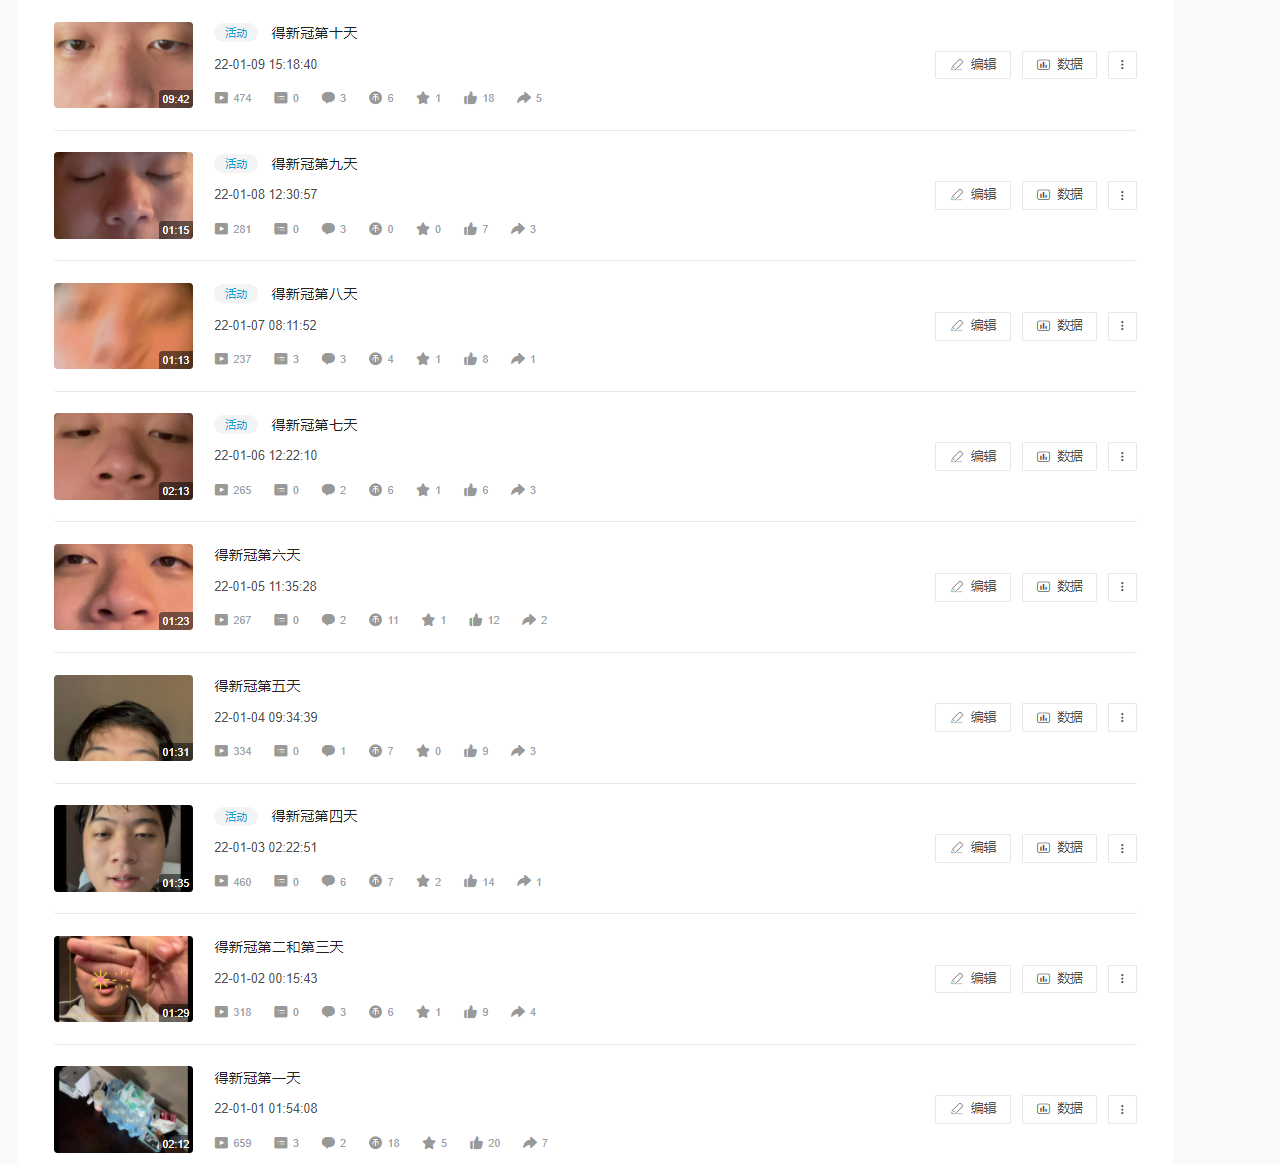 活动 得新冠第十天
22-01-09 15:18:40
编辑 数据
09:42
474 0 3 6 1 18 5
活动 得新冠第九天
22-01-08 12:30:57
编辑 数据
01:15
281 0 3 0 0 7 3
活动 得新冠第八天
22-01-07 08:11:52
编辑 数据
01:13
237 3 3 4 1 8 1
活动 得新冠第七天
22-01-06 12:22:10
编辑 数据
02:13
265 0 2 6 1 6 3
得新冠第六天
22-01-05 11:35:28
编辑 数据
01:23
267 0 2 11 1 12 2
得新冠第五天
22-01-04 09:34:39
编辑 数据
01:31
334 0 1 7 0 9 3
活动 得新冠第四天
22-01-03 02:22:51
编辑 数据
01:35
460 0 6 7 2 14 1
得新冠第二和第三天
22-01-02 00:15:43
编辑 数据
01:29
318 0 3 6 1 9 4
得新冠第一天
22-01-01 01:54:08
编辑 数据
02:12
659 3 2 18 5 20 7